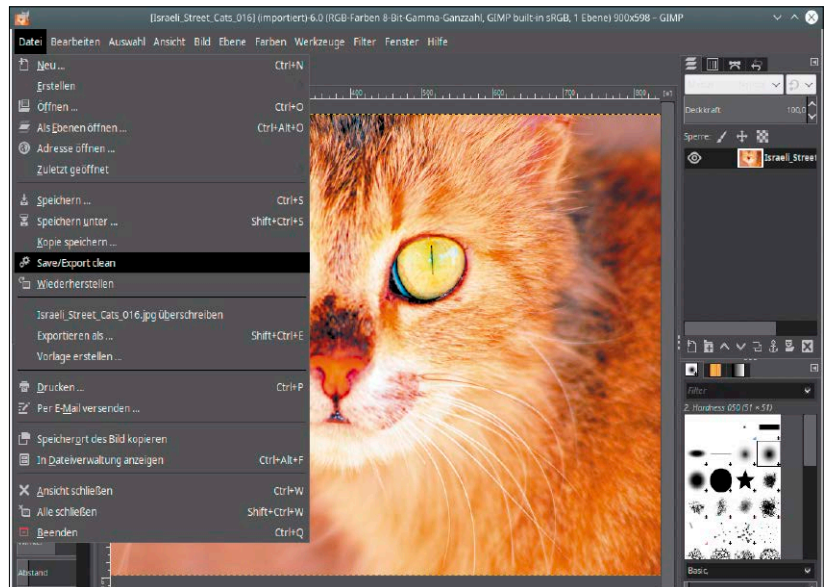 [Israeli_Street_Cats_016] (importiert)-6.0 (RGB-Farben 8-Bit-Gamma-Ganzzahl, GIMP built-in sRGB, 1 Ebene) 900x598 – GIMP
Datei Bearbeiten Auswahl Ansicht Bild Ebene Farben Werkzeuge Filter Fenster Hilfe
Neu ... Ctrl+N
Erstellen
Öffnen ... Ctrl+O
Als Ebenen öffnen ... Ctrl+Alt+O
Adresse öffnen ...
Zuletzt geöffnet
Speichern ... Ctrl+S
Speichern unter ... Shift+Ctrl+S
Kopie speichern ...
Save/Export clean
Wiederherstellen
Israeli_Street_Cats_016.jpg überschreiben
Exportieren als ... Shift+Ctrl+E
Vorlage erstellen ...
Drucken ... Ctrl+P
Per E-Mail versenden ...
Speicherort des Bild kopieren
In Dateiverwaltung anzeigen Ctrl+Alt+F
Ansicht schließen Ctrl+W
Alle schließen Shift+Ctrl+W
Beenden Ctrl+Q
Abstand
400 500 600 700 800
Deckkraft 100,0
Sperre:
Israeli_Street
Filter
2. Hardness 050 (51 × 51)
Basic,